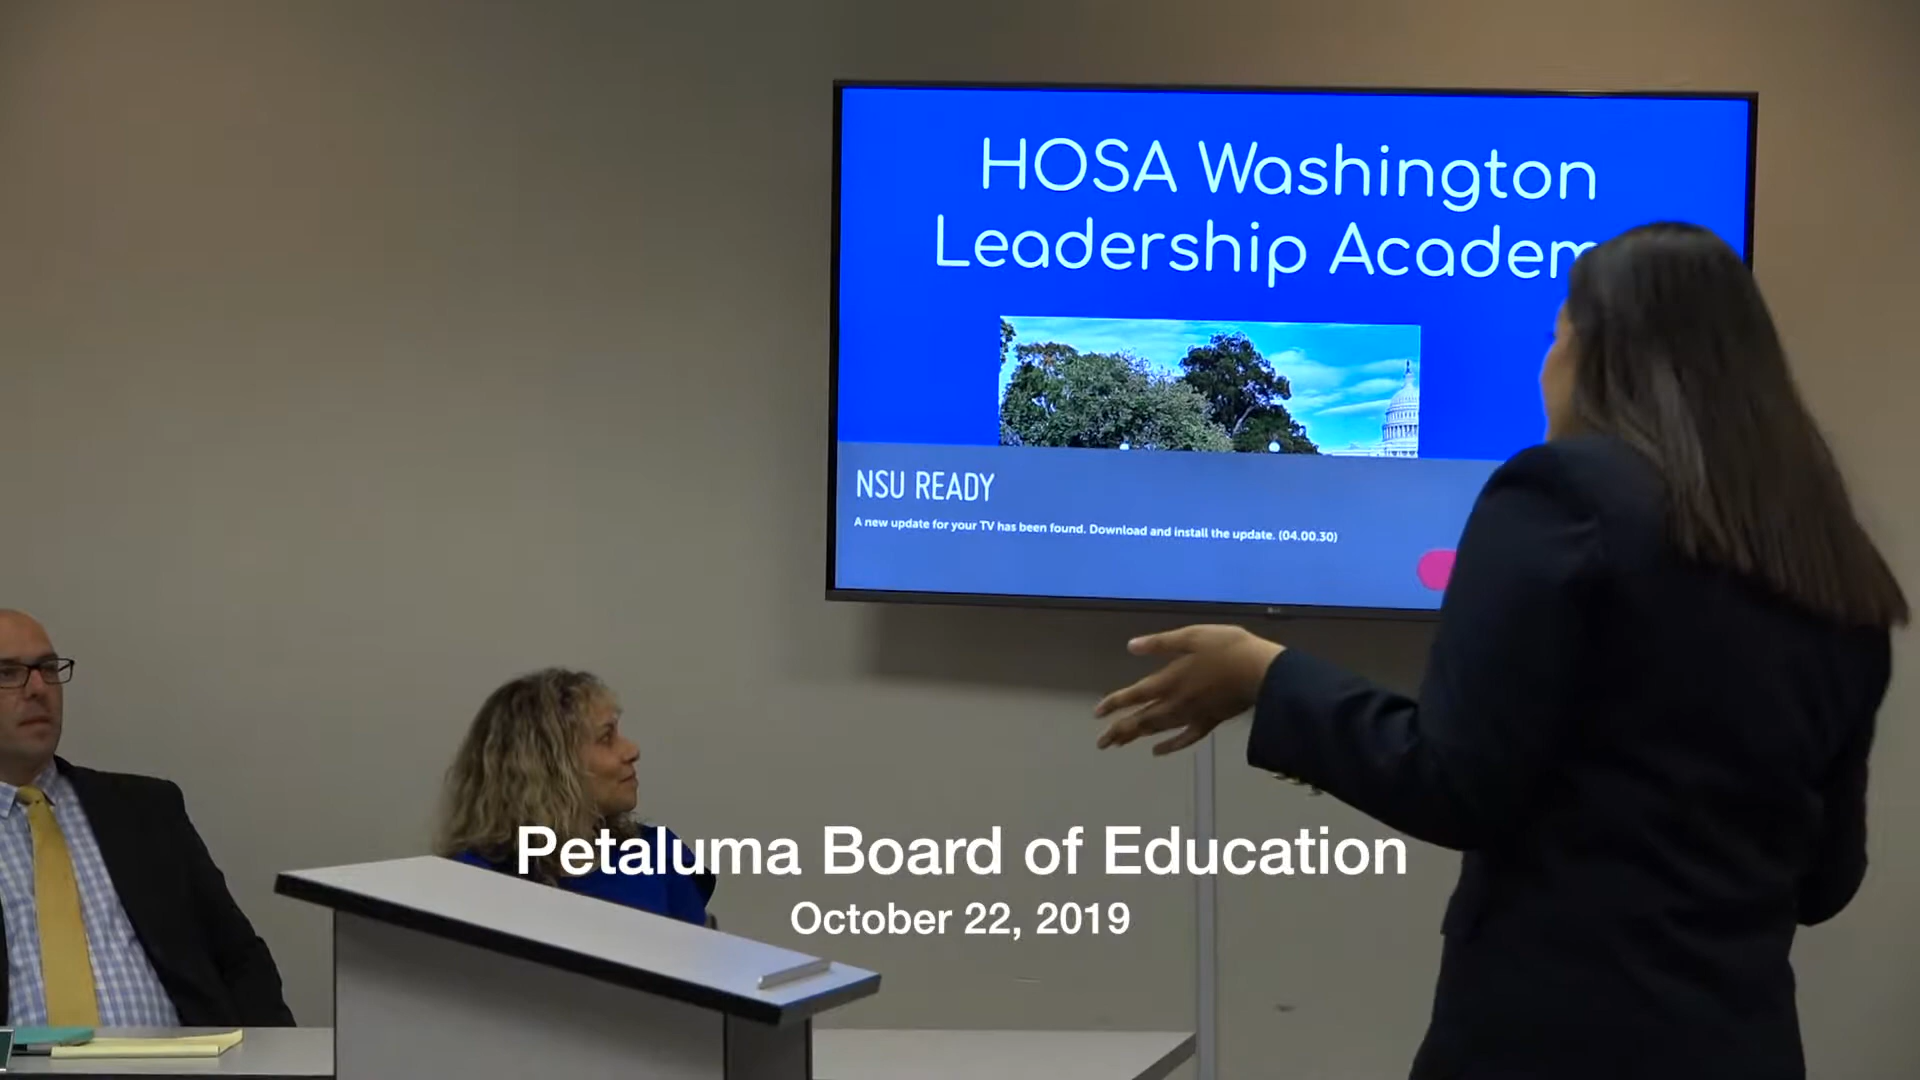 HOSA Washington
Leadership Academ
NSU READY
A new update for your TV has been found. Download and install the update. (04.00.30)
Petaluma Board of Education
October 22, 2019